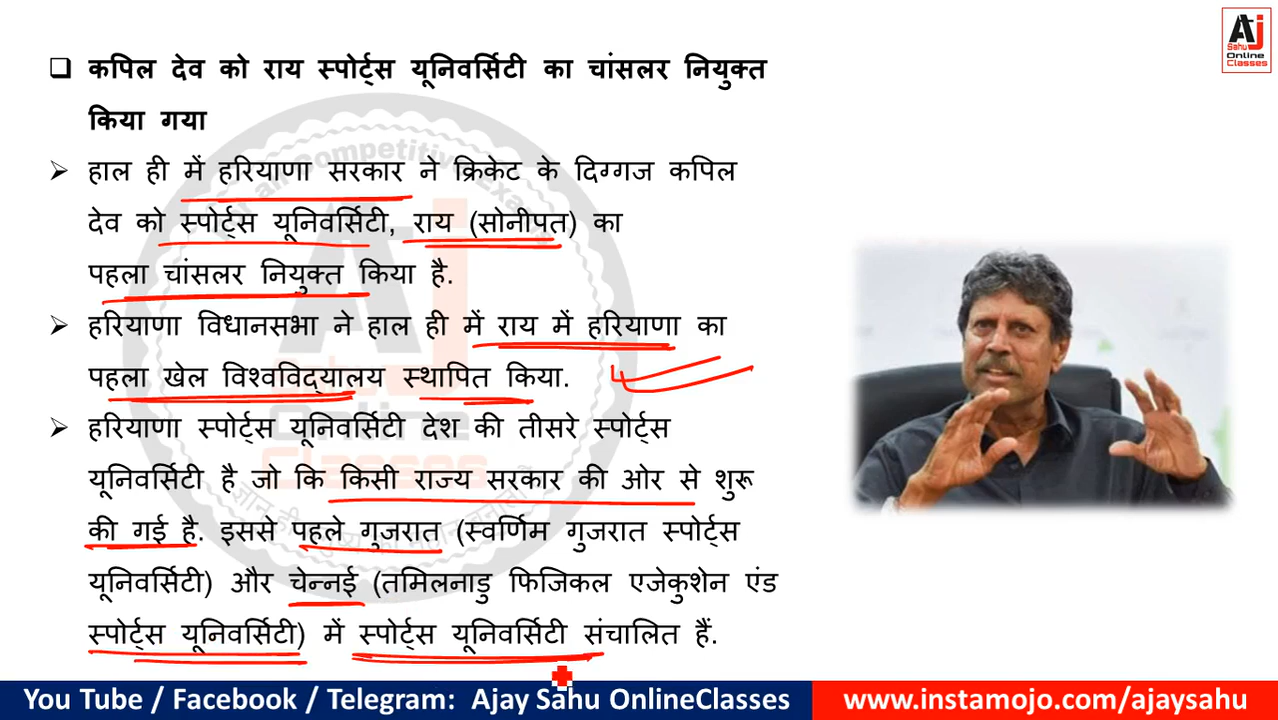 Aj
Sahu
Online
Classes
❑ कपिल देव को राय स्पोर्ट्स यूनिवर्सिटी का चांसलर नियुक्त
किया गया
➢ हाल ही में हरियाणा सरकार ने क्रिकेट के दिग्गज कपिल
देव को स्पोर्ट्स यूनिवर्सिटी, राय (सोनीपत) का
पहला चांसलर नियुक्त किया है.
➢ हरियाणा विधानसभा ने हाल ही में राय में हरियाणा का
पहला खेल विश्वविद्यालय स्थापित किया.
➢ हरियाणा स्पोर्ट्स यूनिवर्सिटी देश की तीसरे स्पोर्ट्स
यूनिवर्सिटी है जो कि किसी राज्य सरकार की ओर से शुरू
की गई है. इससे पहले गुजरात (स्वर्णिम गुजरात स्पोर्ट्स
यूनिवर्सिटी) और चेन्नई (तमिलनाडु फिजिकल एजेकुशेन एंड
स्पोर्ट्स यूनिवर्सिटी) में स्पोर्ट्स यूनिवर्सिटी संचालित हैं.
You Tube / Facebook / Telegram: Ajay Sahu OnlineClasses
www.instamojo.com/ajaysahu